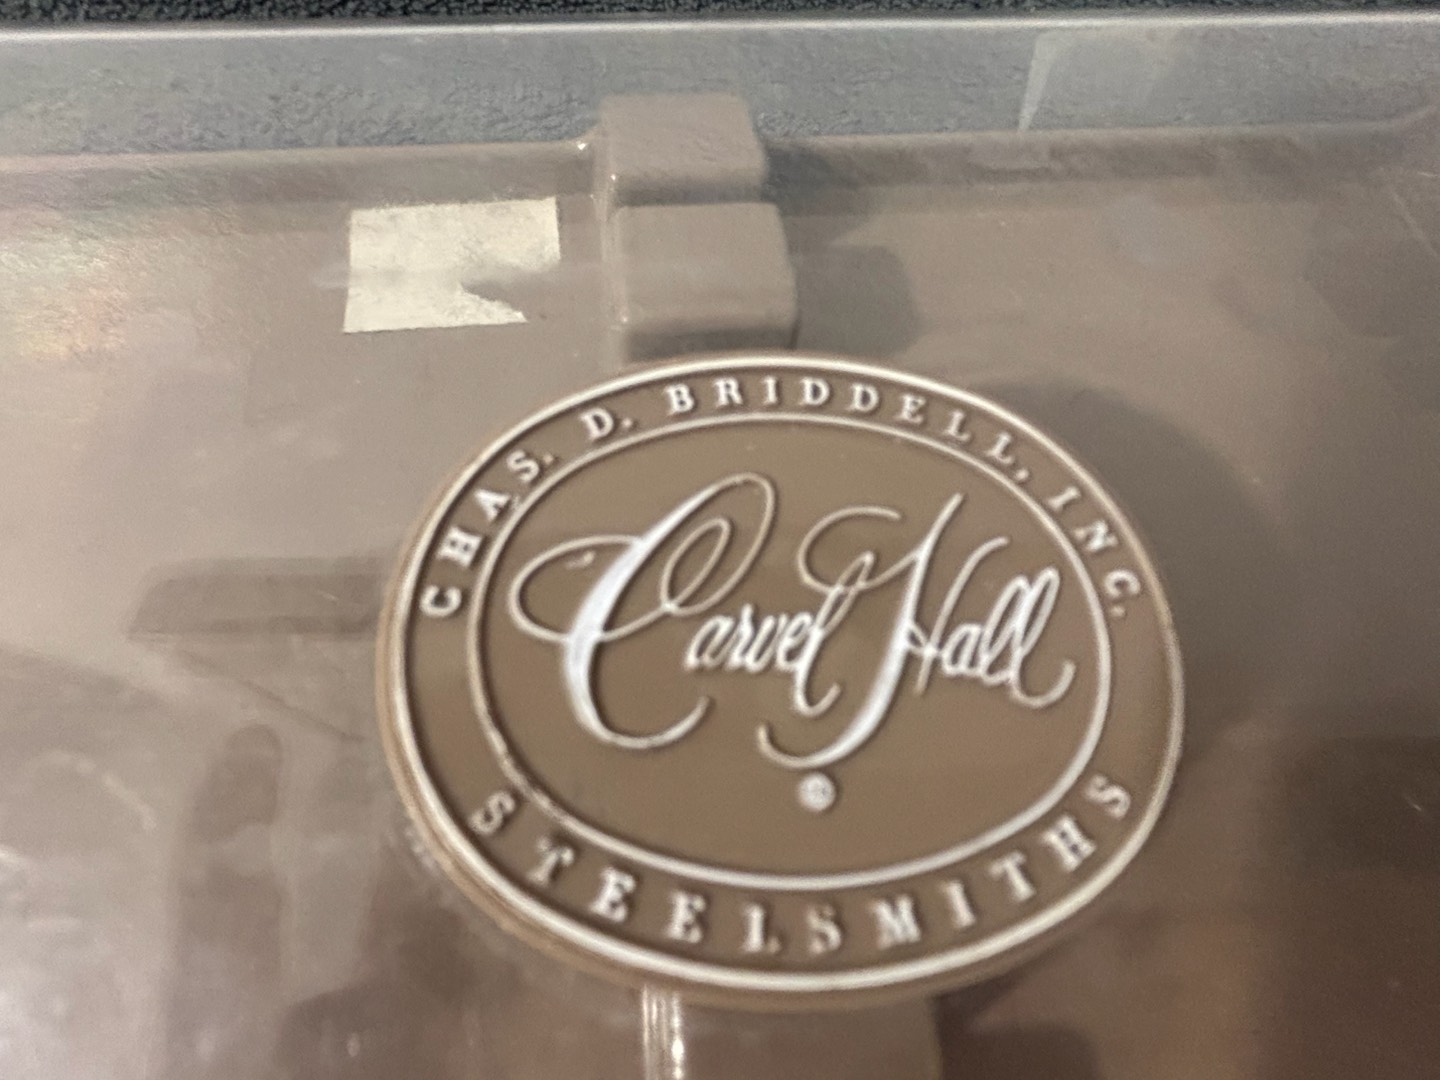 CHAS. D. BRIDDELL, INC.
Carvel Hall
®
STEELSMITHS